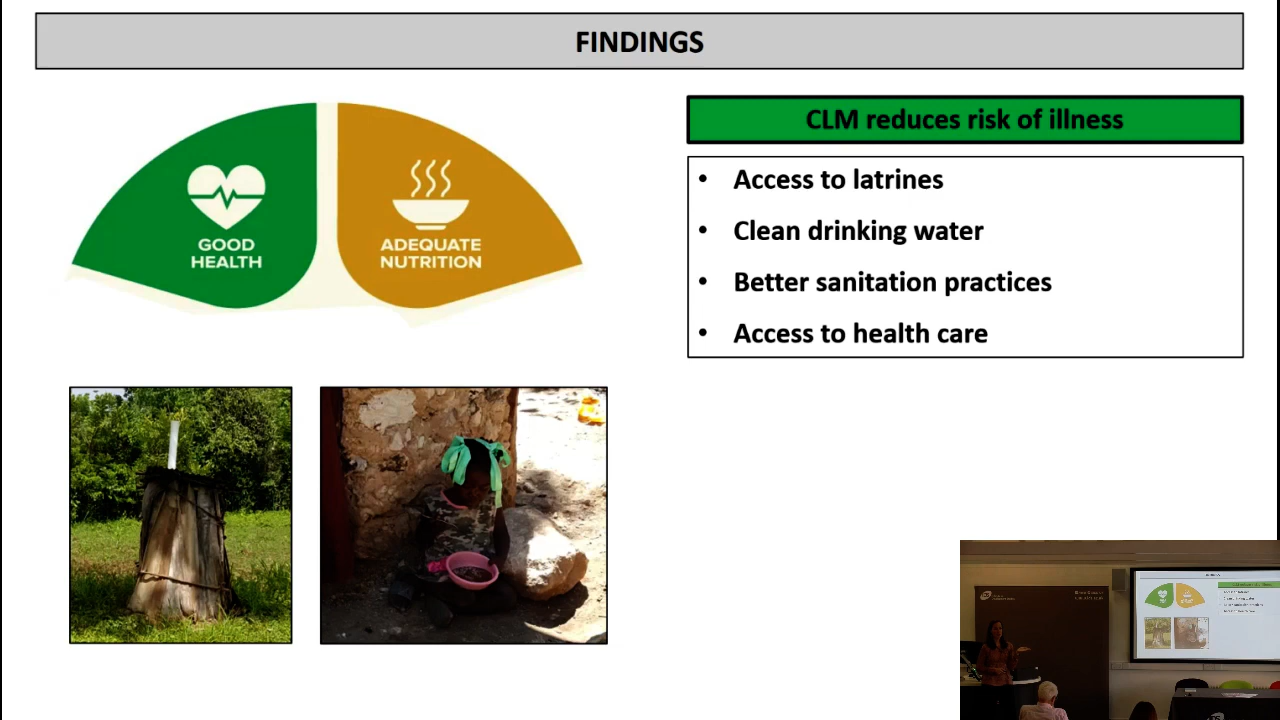 FINDINGS
GOOD
HEALTH
ADEQUATE
NUTRITION
CLM reduces risk of illness
• Access to latrines
• Clean drinking water
• Better sanitation practices
• Access to health care